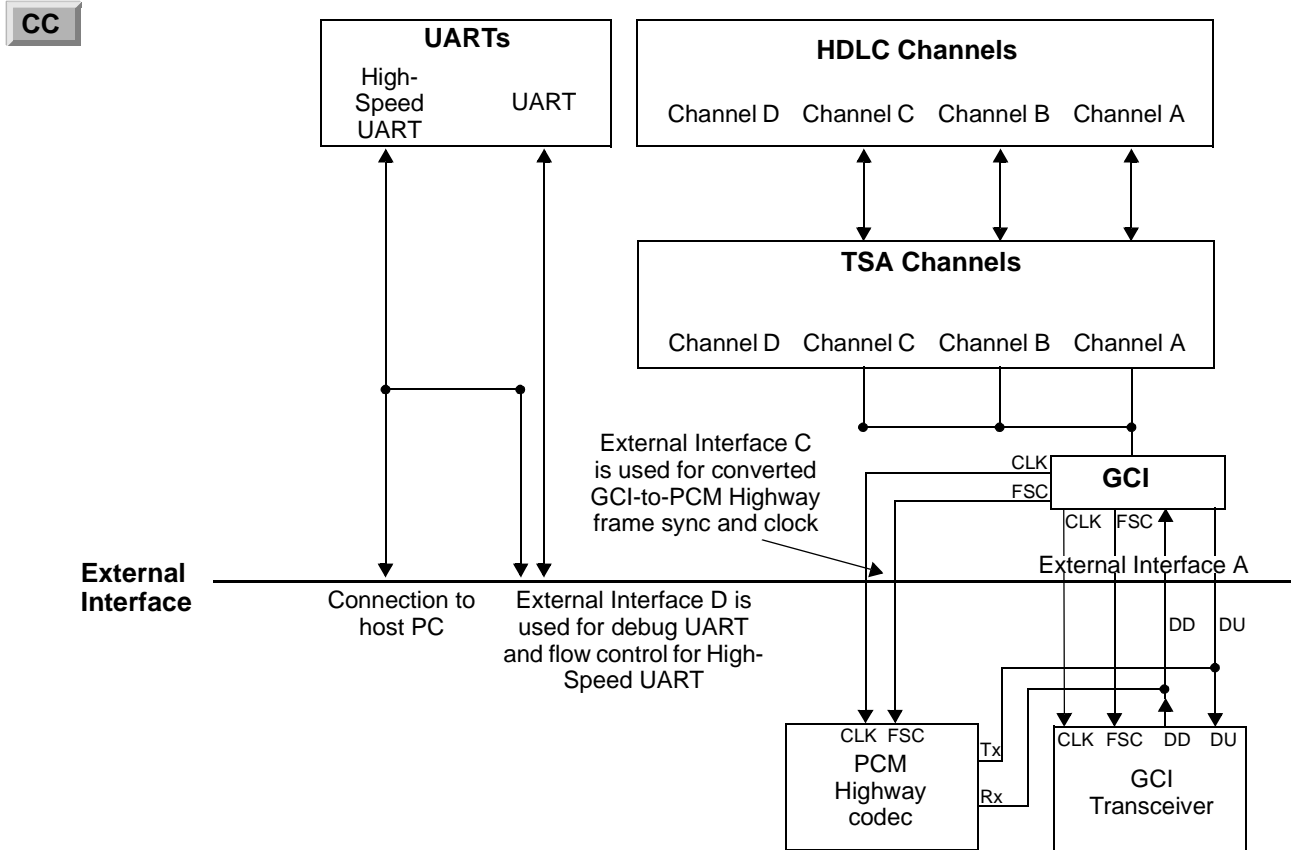 CC
UARTs
High-
Speed
UART
UART
HDLC Channels
Channel D Channel C Channel B Channel A
TSA Channels
Channel D Channel C Channel B Channel A
External Interface C
is used for converted
GCI-to-PCM Highway
frame sync and clock
CLK
FSC
GCI
CLK FSC
External Interface A
External
Interface
Connection to
host PC
External Interface D is
used for debug UART
and flow control for High-
Speed UART
DD DU
CLK FSC
Tx
Rx
PCM
Highway
codec
CLK FSC DD DU
GCI
Transceiver